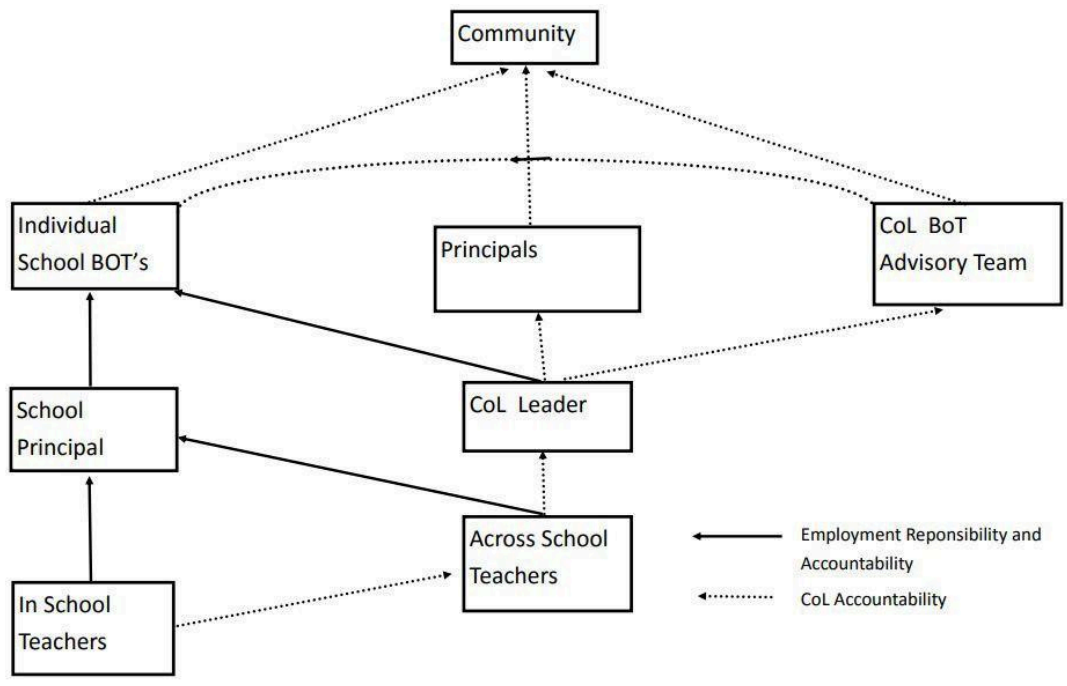 Community
Individual
School BOT's
Principals
CoL BoT
Advisory Team
School
Principal
CoL Leader
Across School
Teachers
In School
Teachers
Employment Reponsibility and
Accountability
CoL Accountability